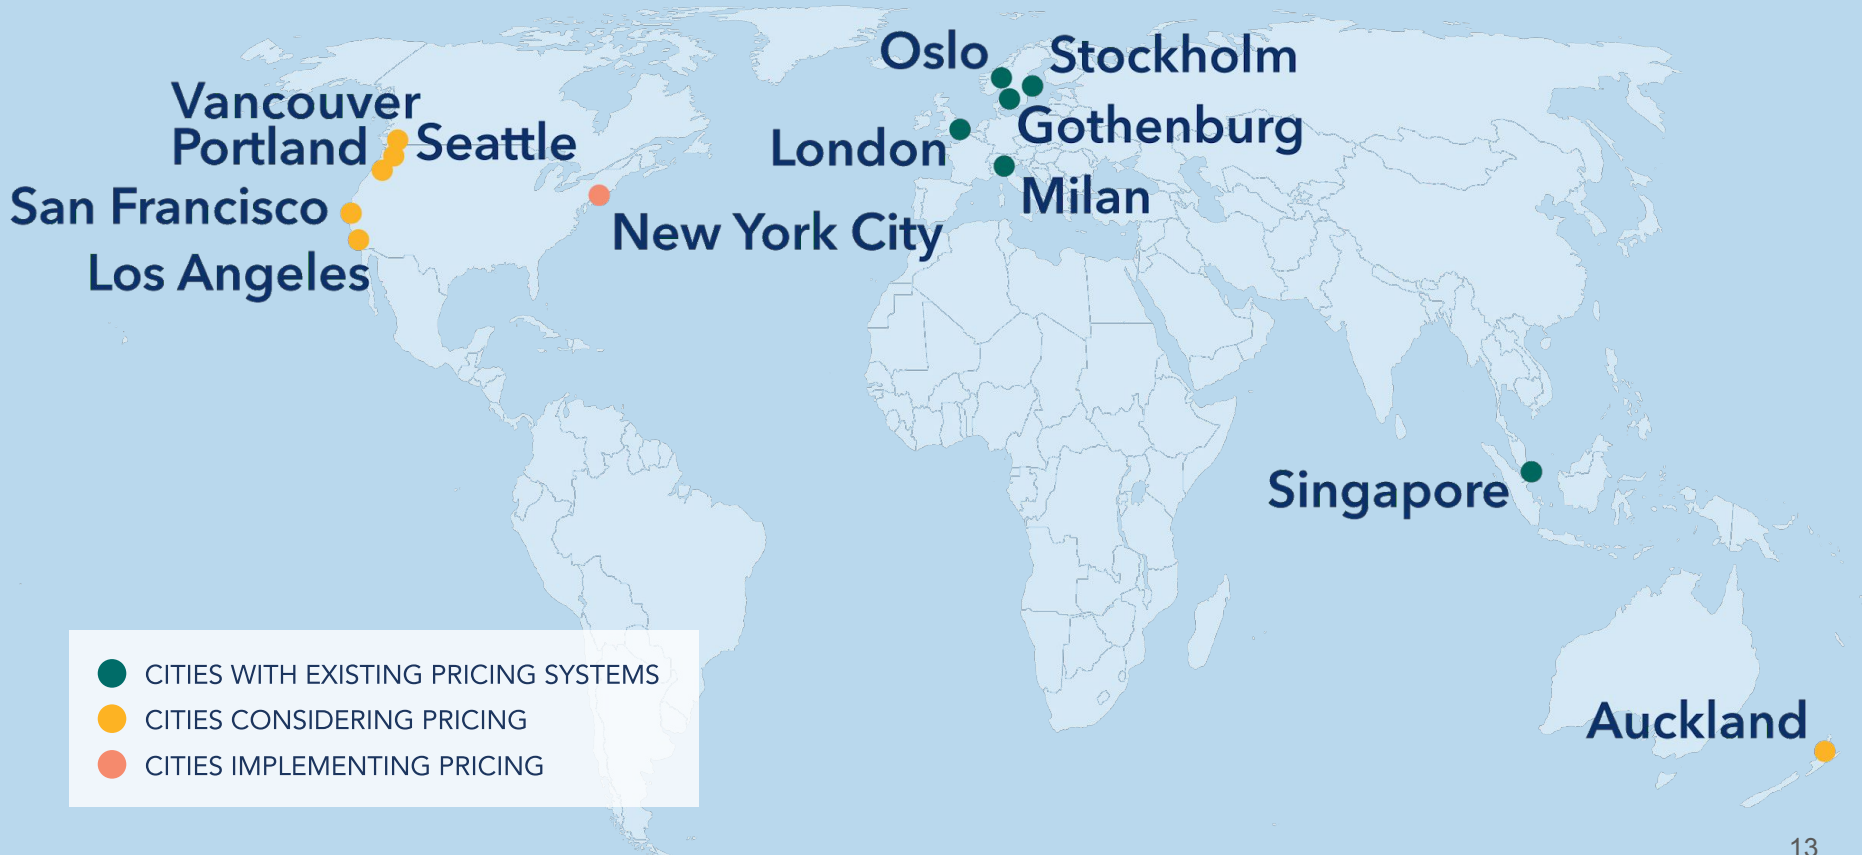 Oslo
Stockholm
Vancouver
Portland
Seattle
Gothenburg
London
San Francisco
Milan
New York City
Los Angeles
Singapore
CITIES WITH EXISTING PRICING SYSTEMS
CITIES CONSIDERING PRICING
CITIES IMPLEMENTING PRICING
Auckland
13